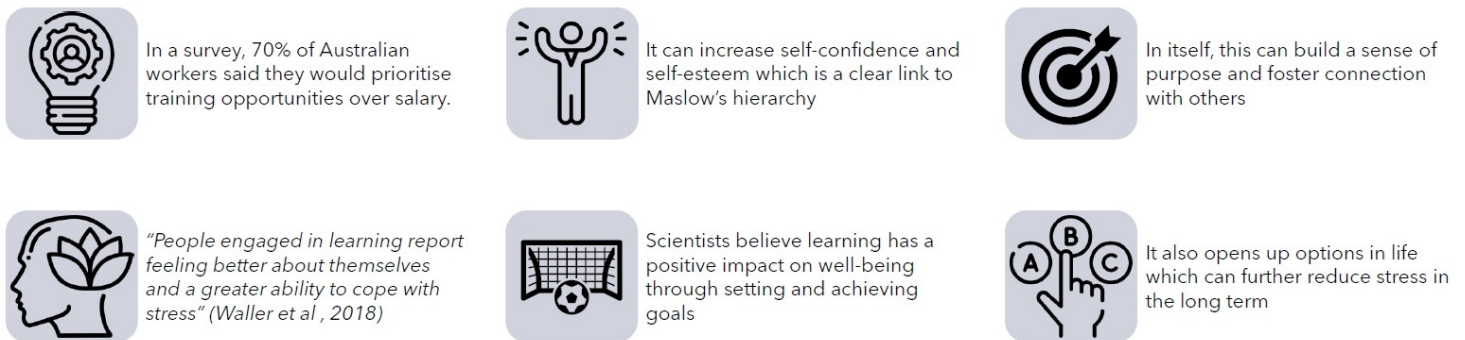 In a survey, 70% of Australian
workers said they would prioritise
training opportunities over salary.
It can increase self-confidence and
self-esteem which is a clear link to
Maslow's hierarchy
In itself, this can build a sense of
purpose and foster connection
with others
"People engaged in learning report
feeling better about themselves
and a greater ability to cope with
stress" (Waller et al , 2018)
Scientists believe learning has a
positive impact on well-being
through setting and achieving
goals
A
B
C
It also opens up options in life
which can further reduce stress in
the long term